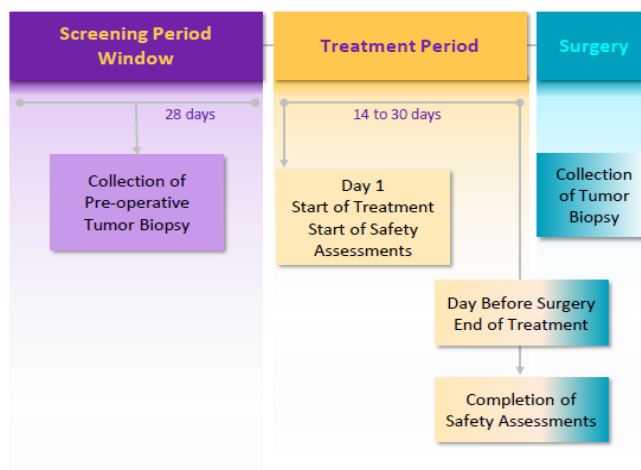 Screening Period
Window
Treatment Period
Surgery
28 days
14 to 30 days
Collection of
Pre-operative
Tumor Biopsy
Day 1
Start of Treatment
Start of Safety
Assessments
Collection
of Tumor
Biopsy
Day Before Surgery
End of Treatment
Completion of
Safety Assessments